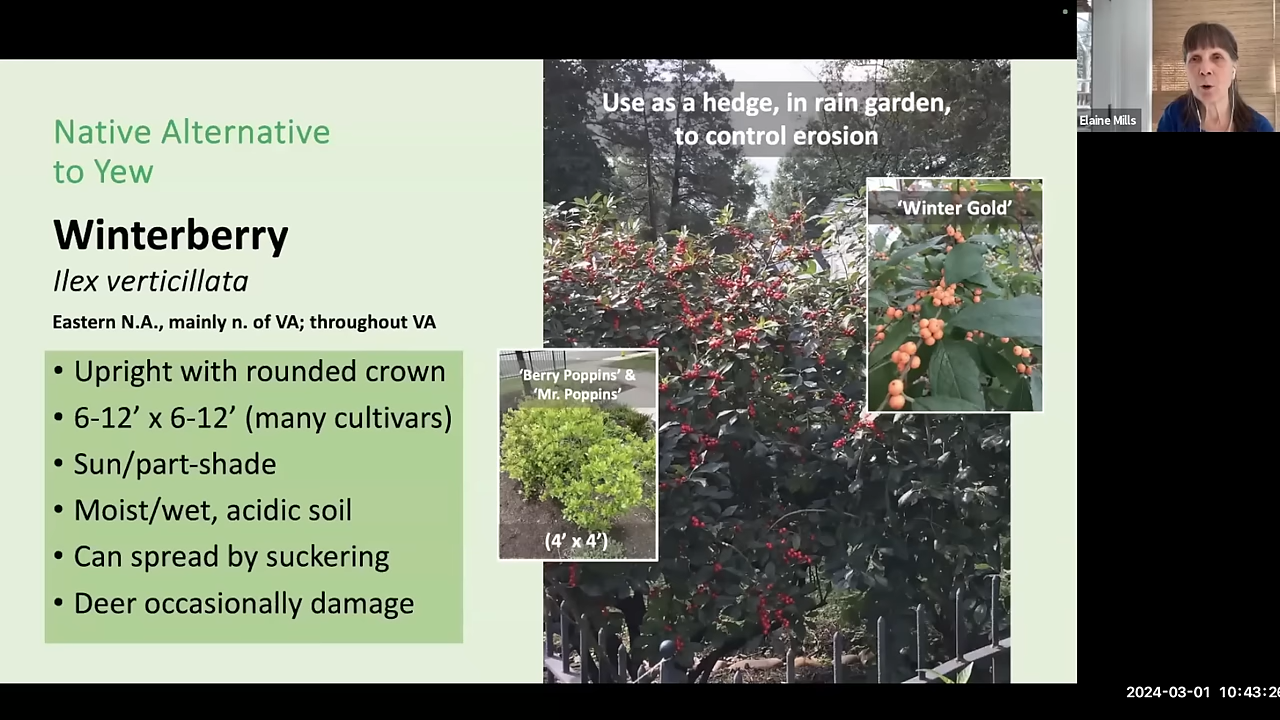 Native Alternative
to Yew
Winterberry
Ilex verticillata
Eastern N.A., mainly n. of VA; throughout VA
• Upright with rounded crown
• 6-12’ x 6-12’ (many cultivars)
• Sun/part-shade
• Moist/wet, acidic soil
• Can spread by suckering
• Deer occasionally damage
Use as a hedge, in rain garden,
to control erosion
‘Winter Gold’
‘Berry Poppins’ &
‘Mr. Poppins’
(4’ x 4’)
Elaine Mills
2024-03-01 10:43:26